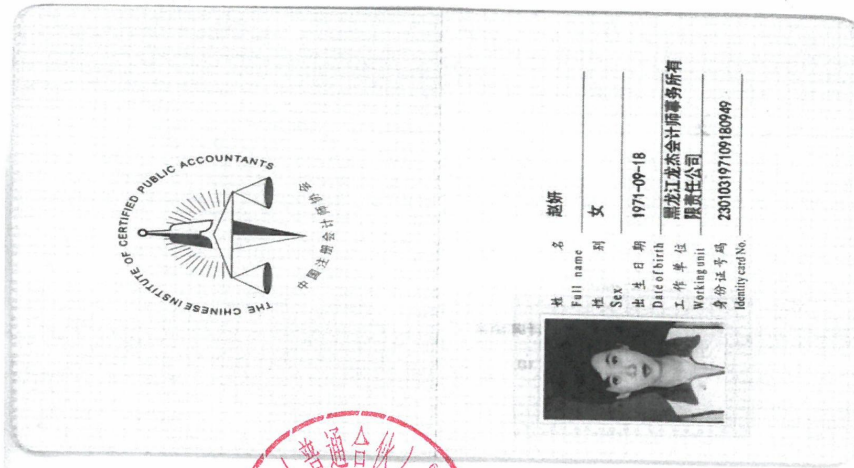 THE CHINESE INSTITUTE OF CERTIFIED PUBLIC ACCOUNTANTS
中国注册会计师协会
姓 名 赵妍
Full name
性 别 女
Sex
出生日期 1971-09-18
Date of birth
工作单位 黑龙江龙杰会计师事务所有
Working unit 限责任公司
身份证号码 230103197109180949
Identity card No.
普通合伙